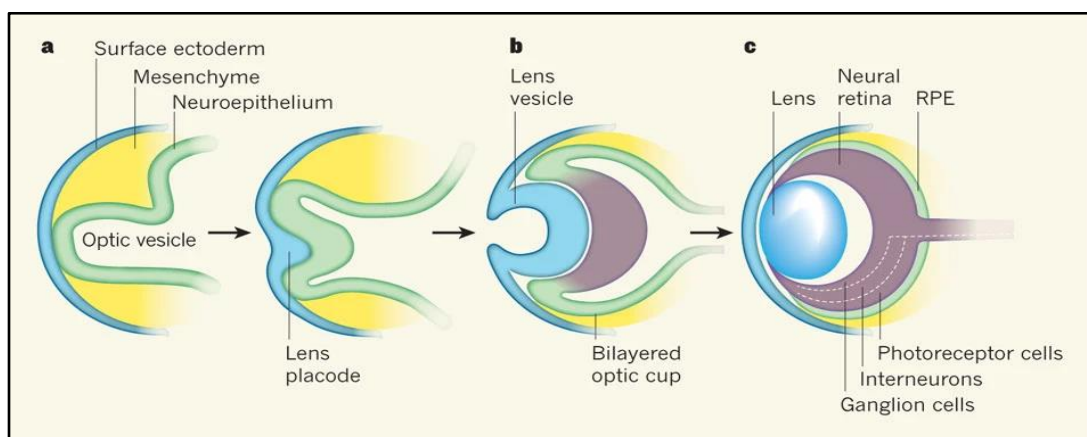 a
Surface ectoderm
Mesenchyme
Neuroepithelium
Optic vesicle
Lens
placode
b
Lens
vesicle
Bilayered
optic cup
c
Lens
Neural
retina
RPE
Photoreceptor cells
Interneurons
Ganglion cells